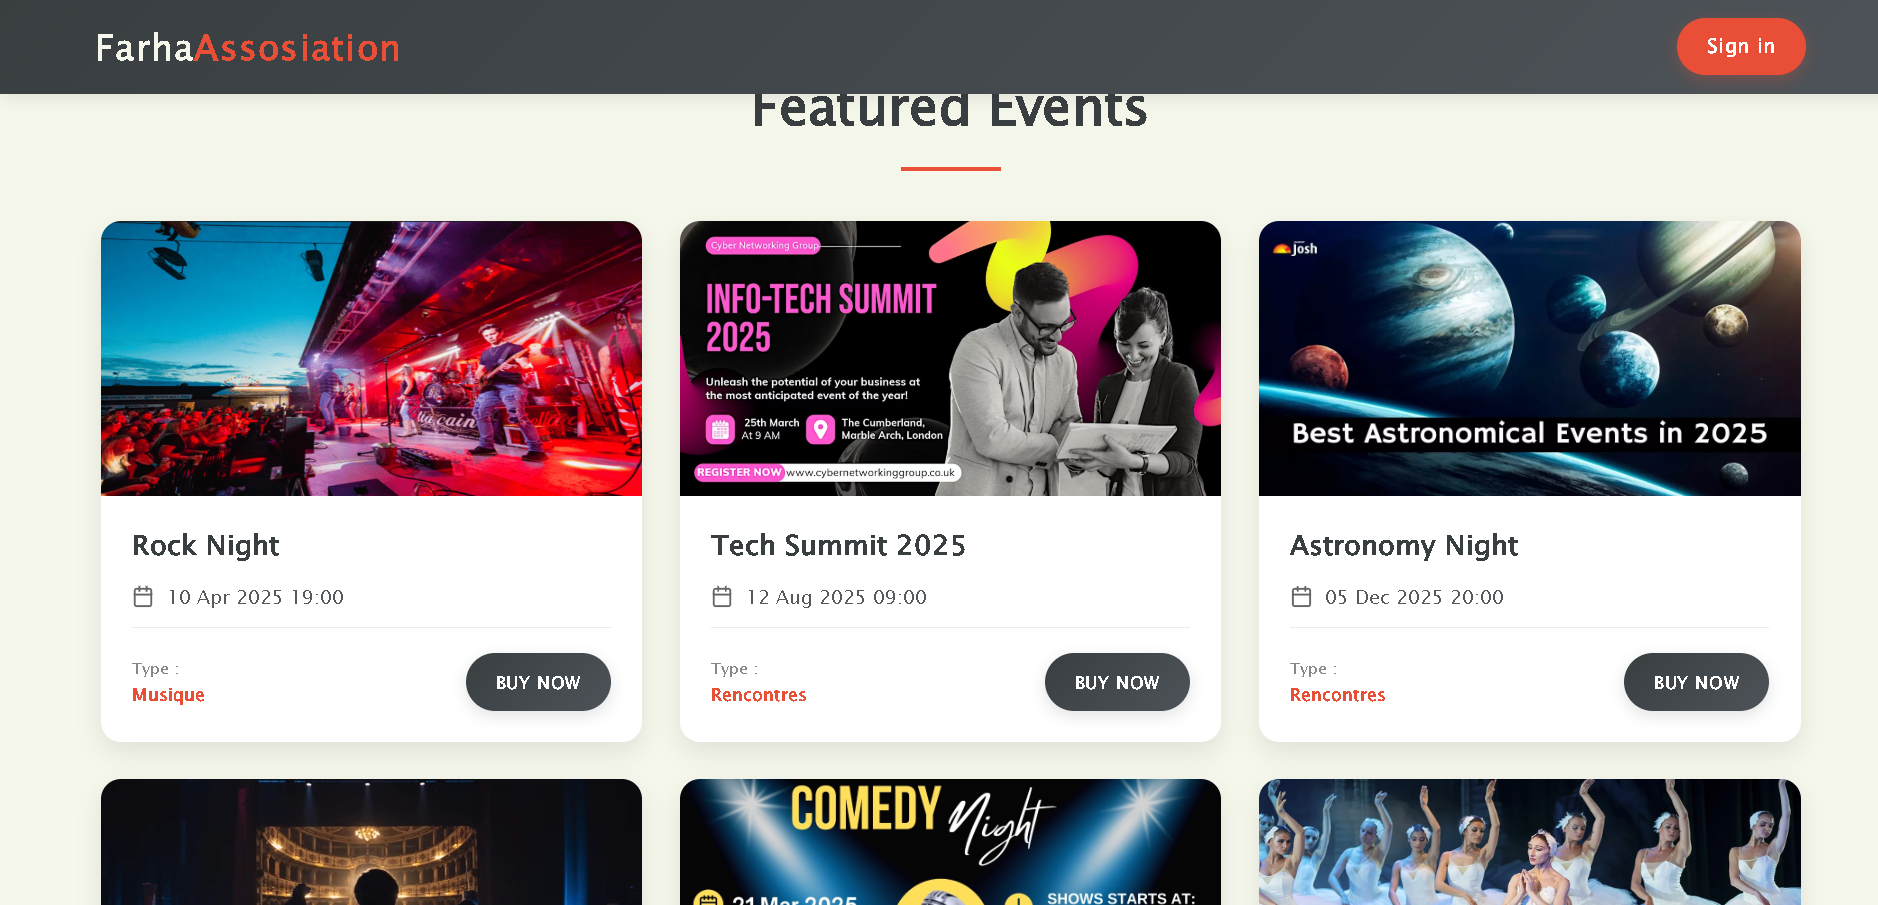 FarhaAssosiation
Sign in
Featured Events
Cyber Networking Group
INFO-TECH SUMMIT
2025
Unleash the potential of your business at
the most anticipated event of the year!
25th March
At 9 AM
The Cumberland,
Marble Arch, London
REGISTER NOW www.cybernetworkinggroup.co.uk
josh
Best Astronomical Events in 2025
Rock Night
10 Apr 2025 19:00
Type :
Musique
BUY NOW
Tech Summit 2025
12 Aug 2025 09:00
Type :
Rencontres
BUY NOW
Astronomy Night
05 Dec 2025 20:00
Type :
Rencontres
BUY NOW
COMEDY
Night
21 Mar 2025
SHOWS STARTS AT: